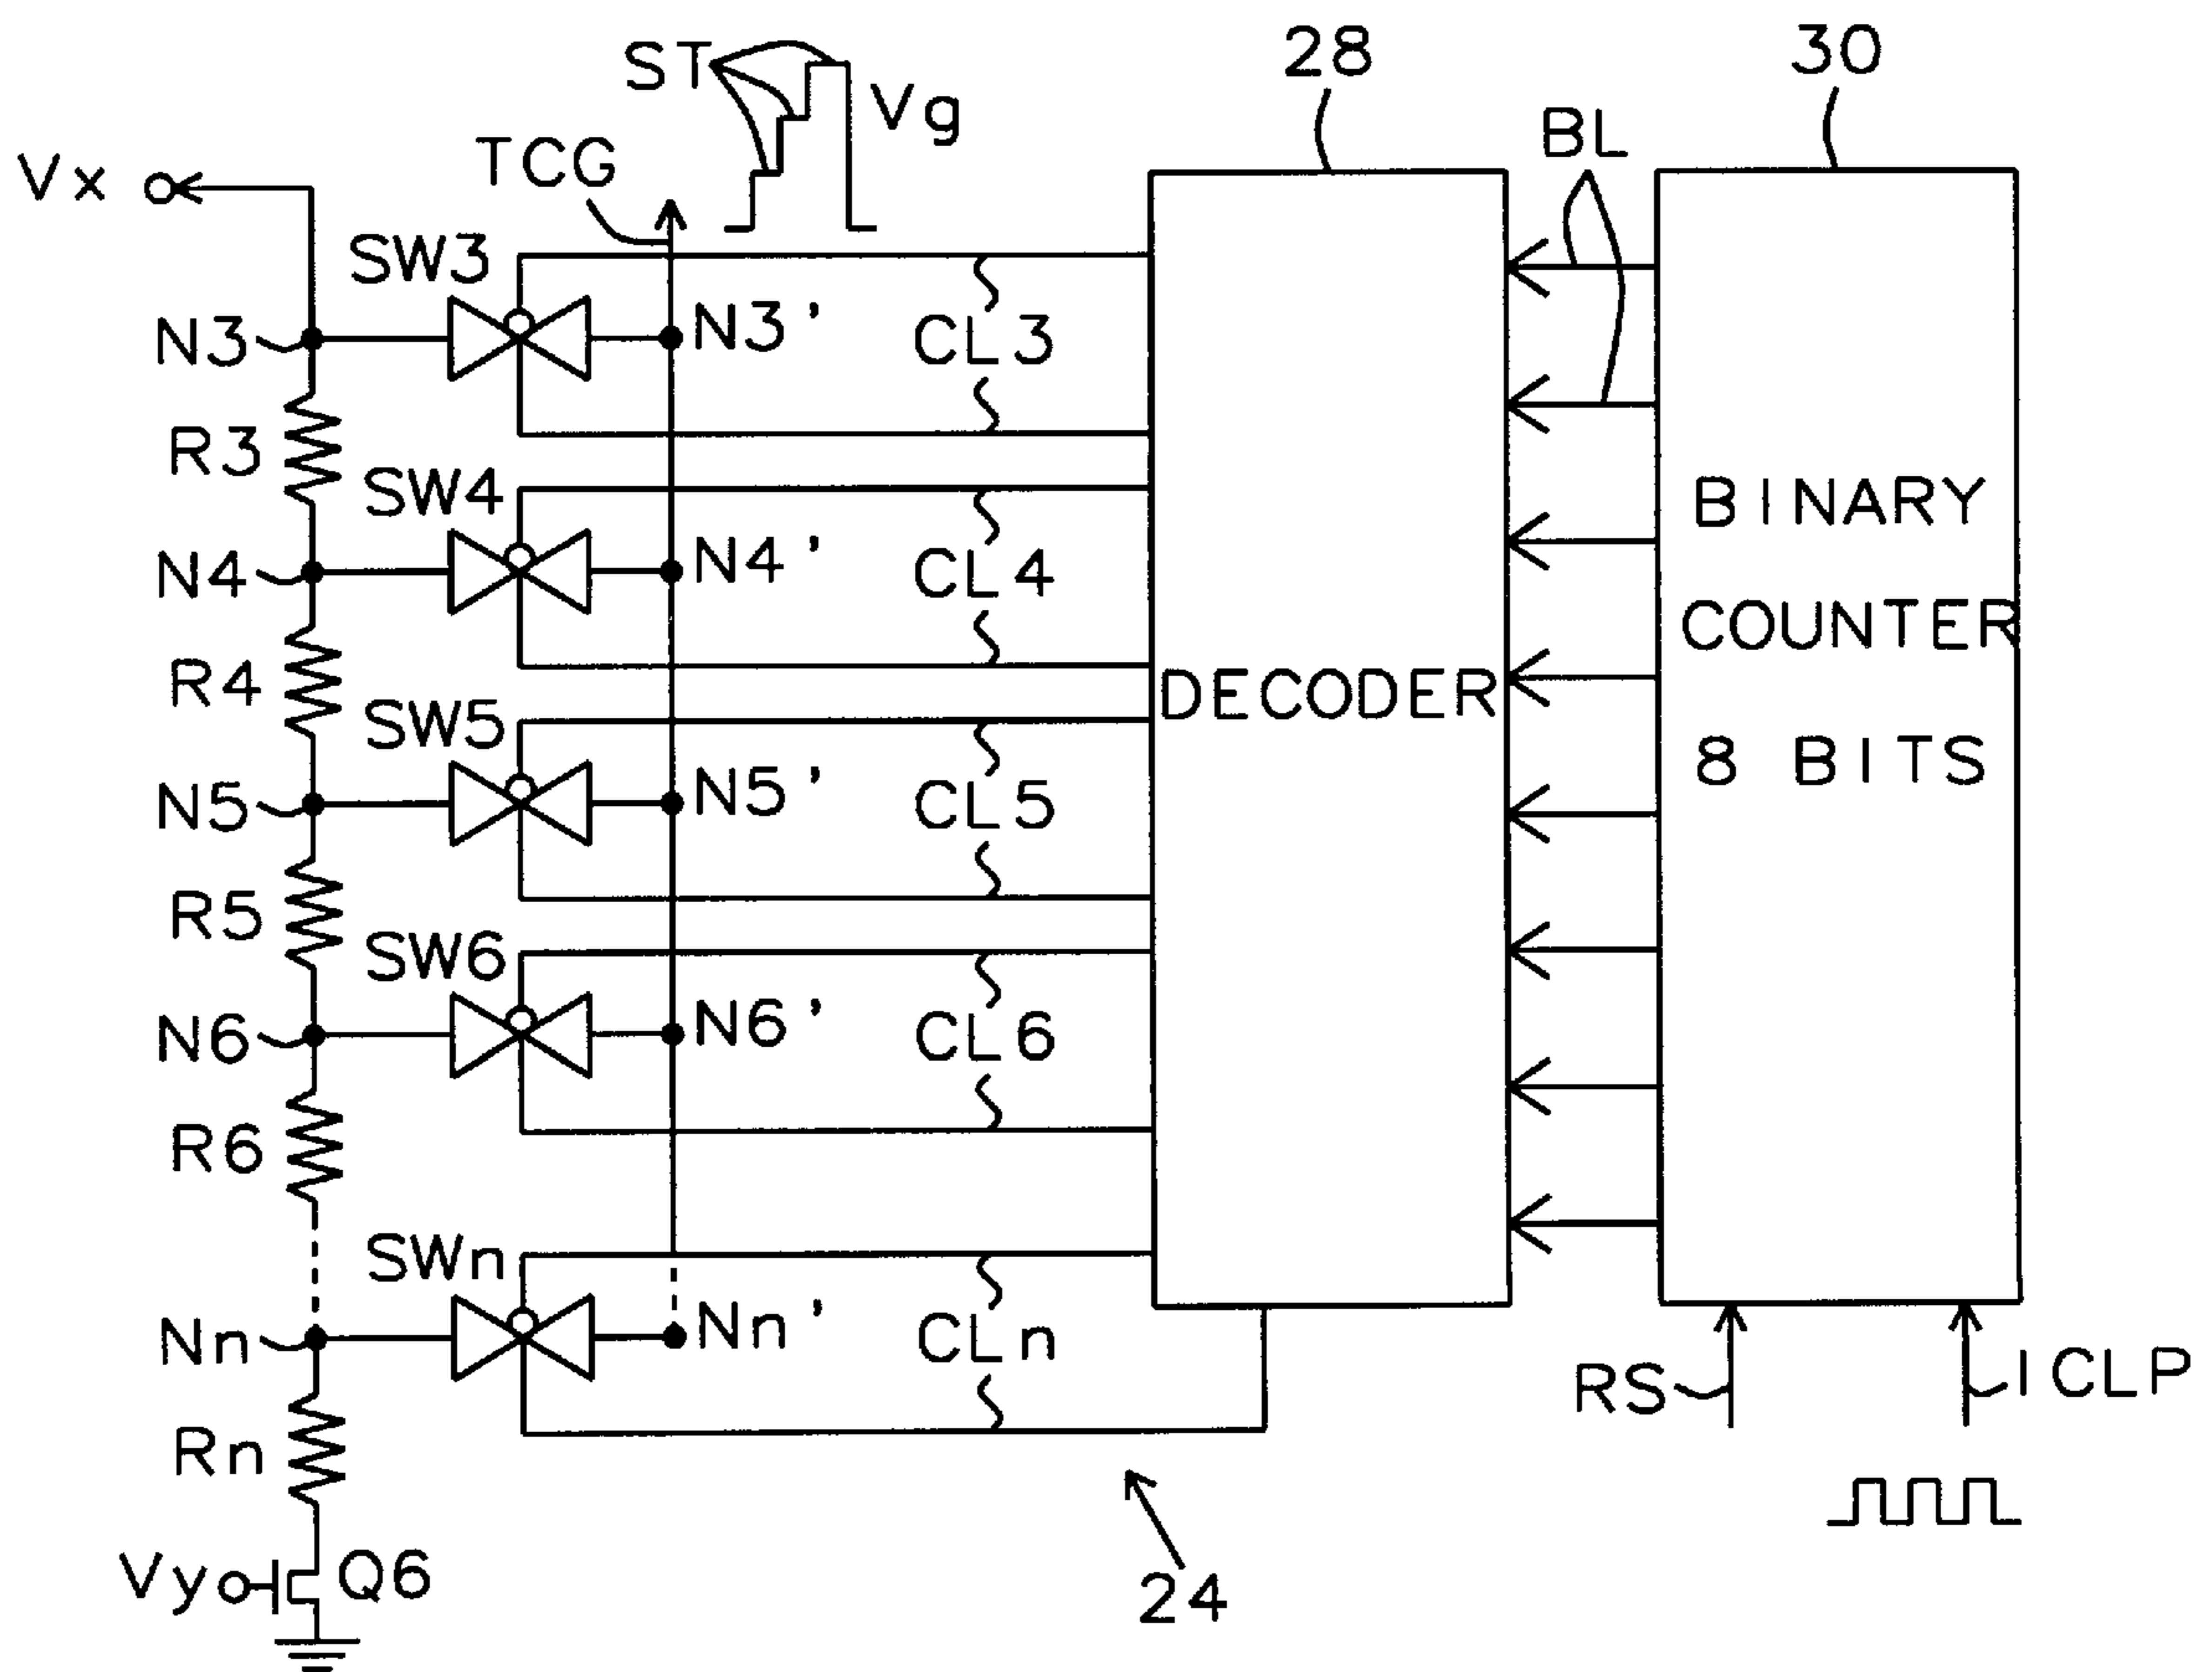 28
30
ST
Vg
BL
TCG
Vx
SW3
N3
N3'
CL3
R3
SW4
N4
N4'
CL4
R4
SW5
N5
N5'
CL5
R5
SW6
N6
N6'
CL6
R6
SWn
Nn
Nn'
CLn
Rn
DECODER
BINARY
COUNTER
8 BITS
RS
ICLP
Vy
Q6
24